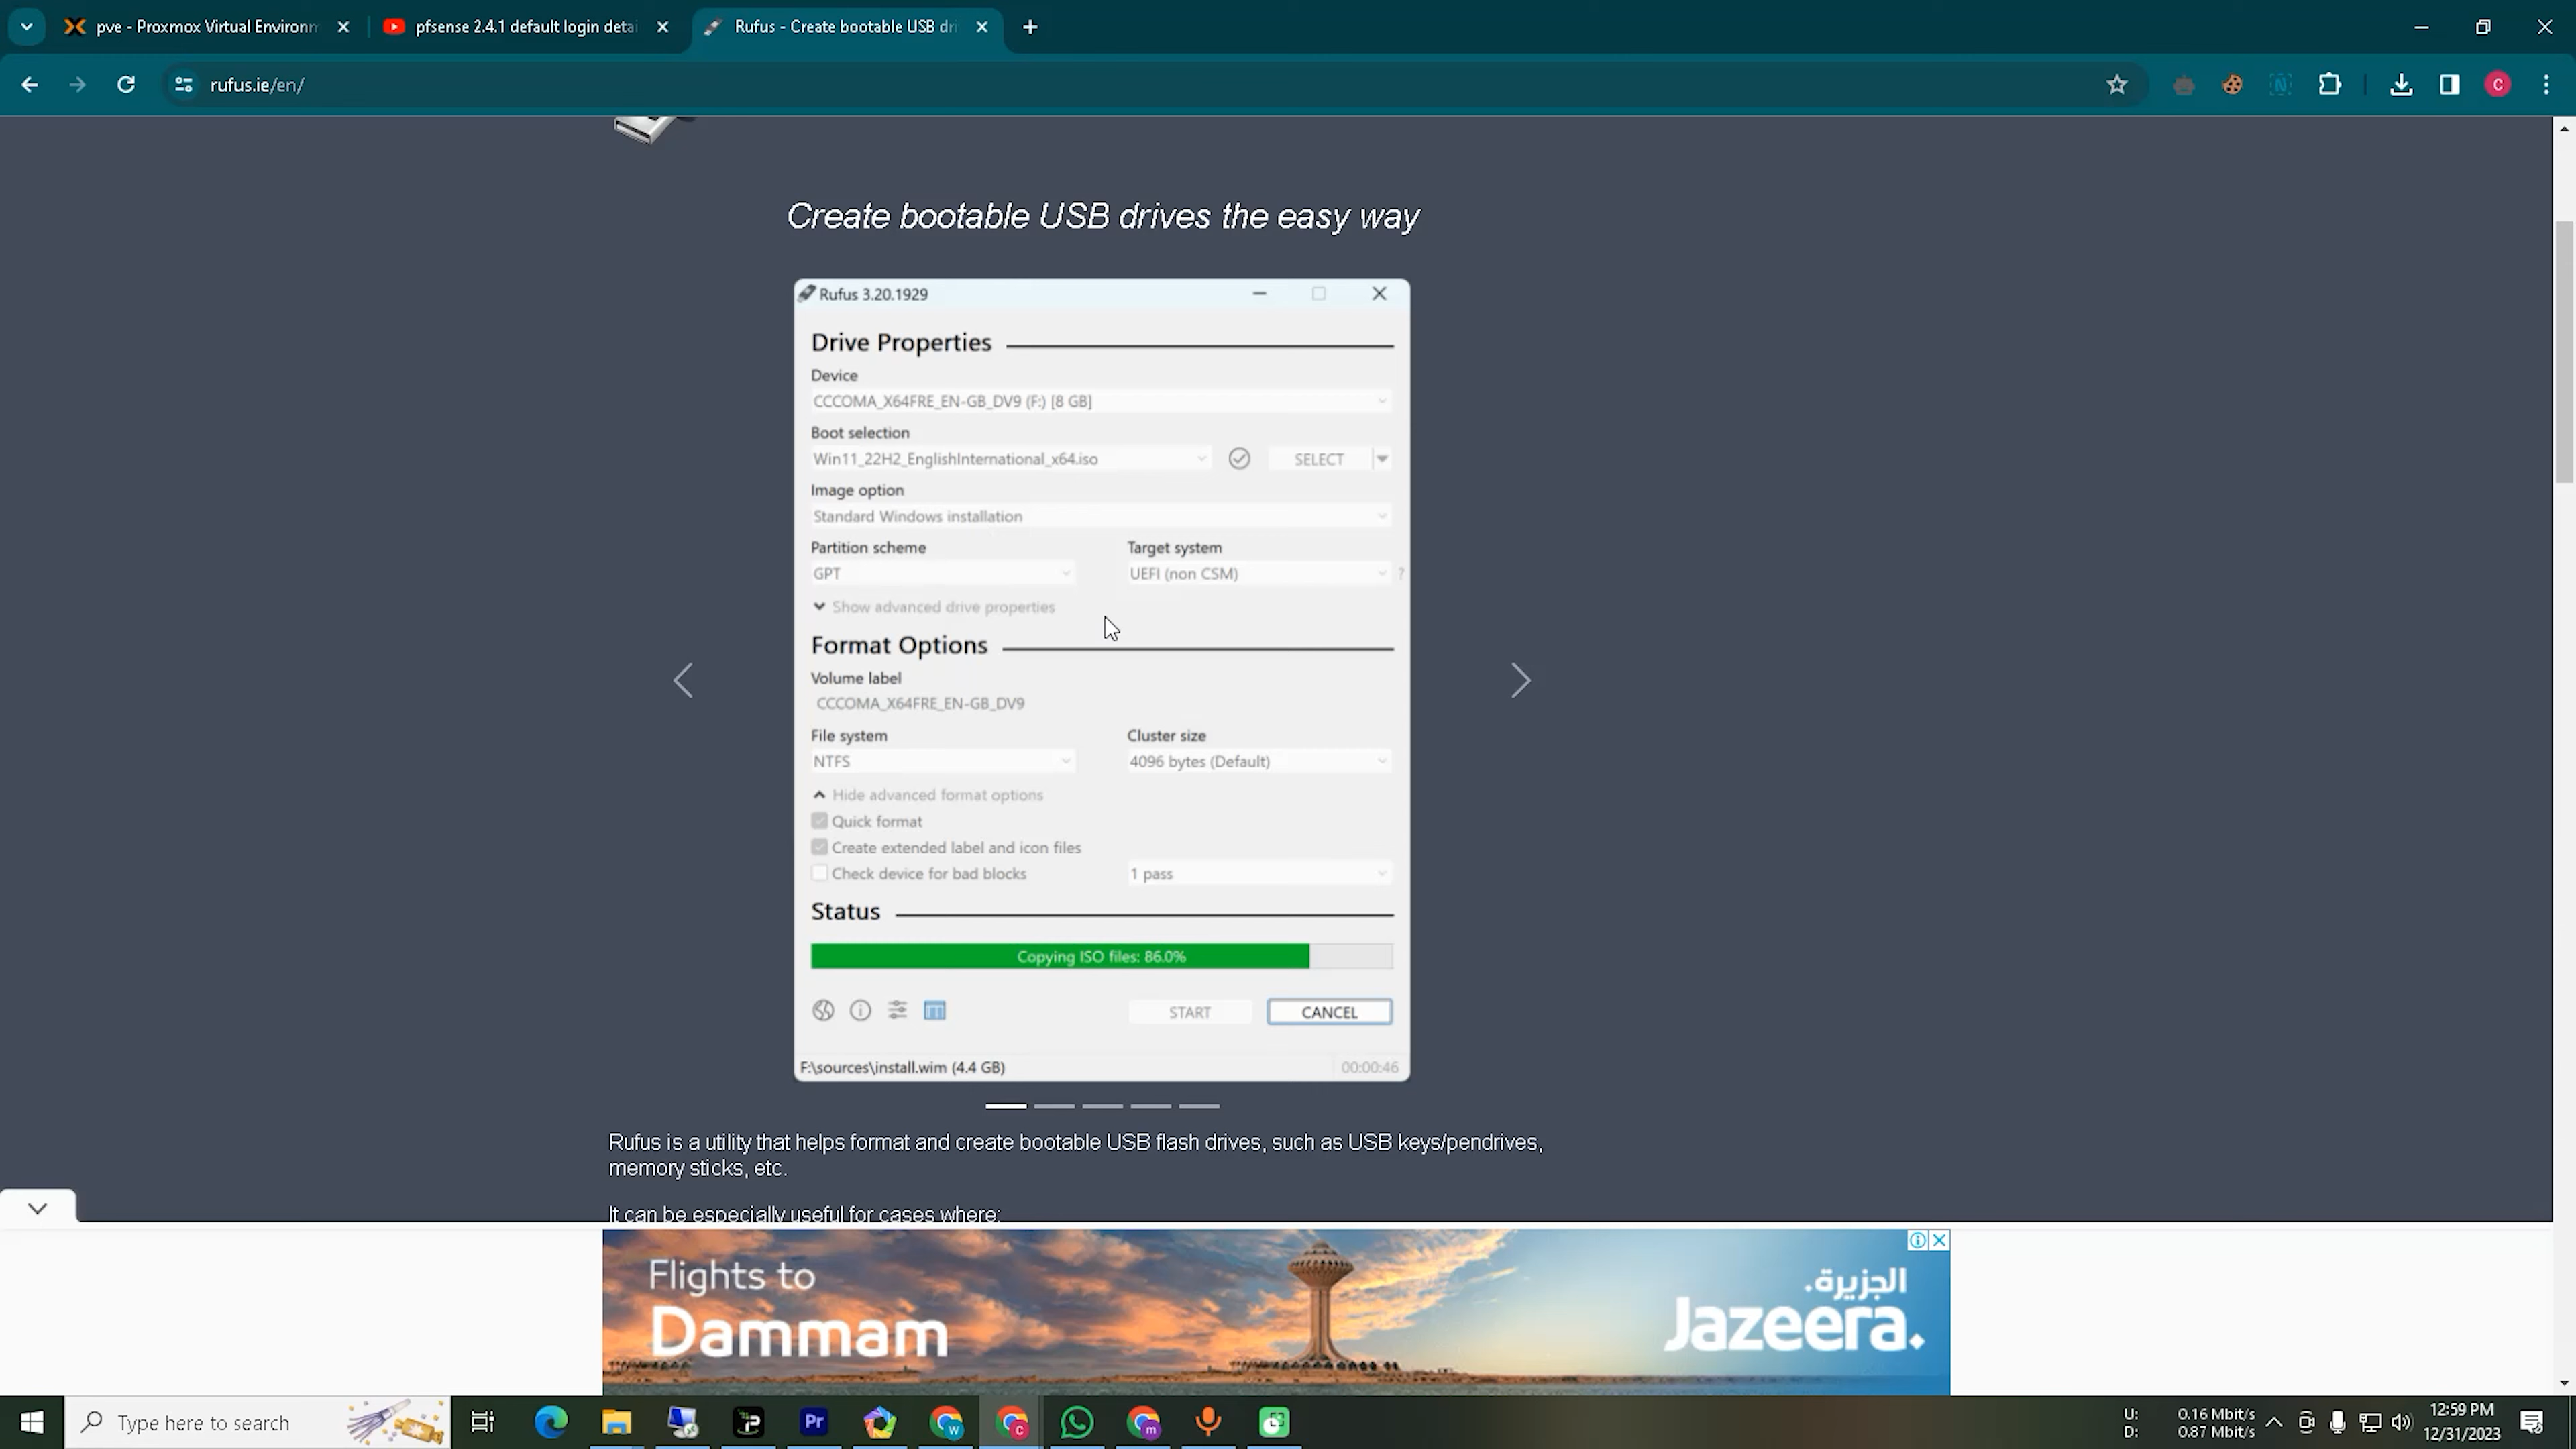 pve - Proxmox Virtual Environm
pfsense 2.4.1 default login detai
Rufus - Create bootable USB dri
rufus.ie/en/
C
Create bootable USB drives the easy way
Rufus 3.20.1929
Drive Properties
Device
CCCOMA_X64FRE_EN-GB_DV9 (F:) [8 GB]
Boot selection
Win11_22H2_EnglishInternational_x64.iso
SELECT
Image option
Standard Windows installation
Partition scheme
Target system
GPT
UEFI (non CSM)
?
Show advanced drive properties
Format Options
Volume label
CCCOMA_X64FRE_EN-GB_DV9
File system
Cluster size
NTFS
4096 bytes (Default)
Hide advanced format options
Quick format
Create extended label and icon files
Check device for bad blocks
1 pass
Status
Copying ISO files: 86.0%
START
CANCEL
F:\sources\install.wim (4.4 GB)
00:00:46
Rufus is a utility that helps format and create bootable USB flash drives, such as USB keys/pendrives,
memory sticks, etc.
It can be especially useful for cases where:
Flights to
Dammam
الجزيرة.
Jazeera.
Type here to search
Pr
W
C
m
U: 0.16 Mbit/s
D: 0.87 Mbit/s
12:59 PM
12/31/2023